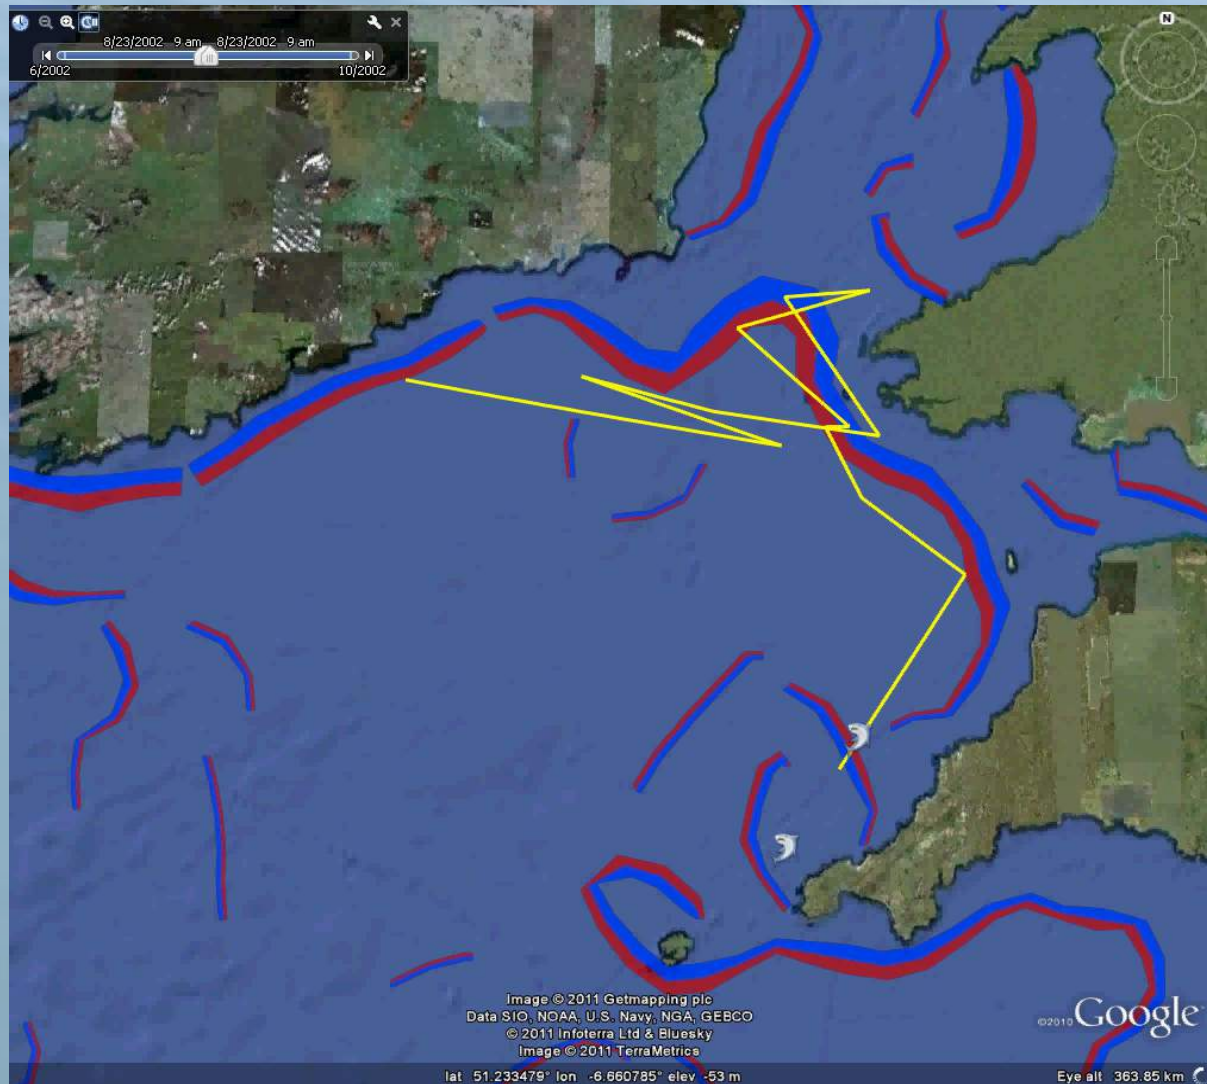 8/23/2002 9 am 8/23/2002 9 am
6/2002 10/2002
N
Image © 2011 Getmapping plc
Data SIO, NOAA, U.S. Navy, NGA, GEBCO
© 2011 Infoterra Ltd & Bluesky
Image © 2011 TerraMetrics
©2010 Google
lat 51.233479° lon -6.660785° elev -53 m Eye alt 363.85 km